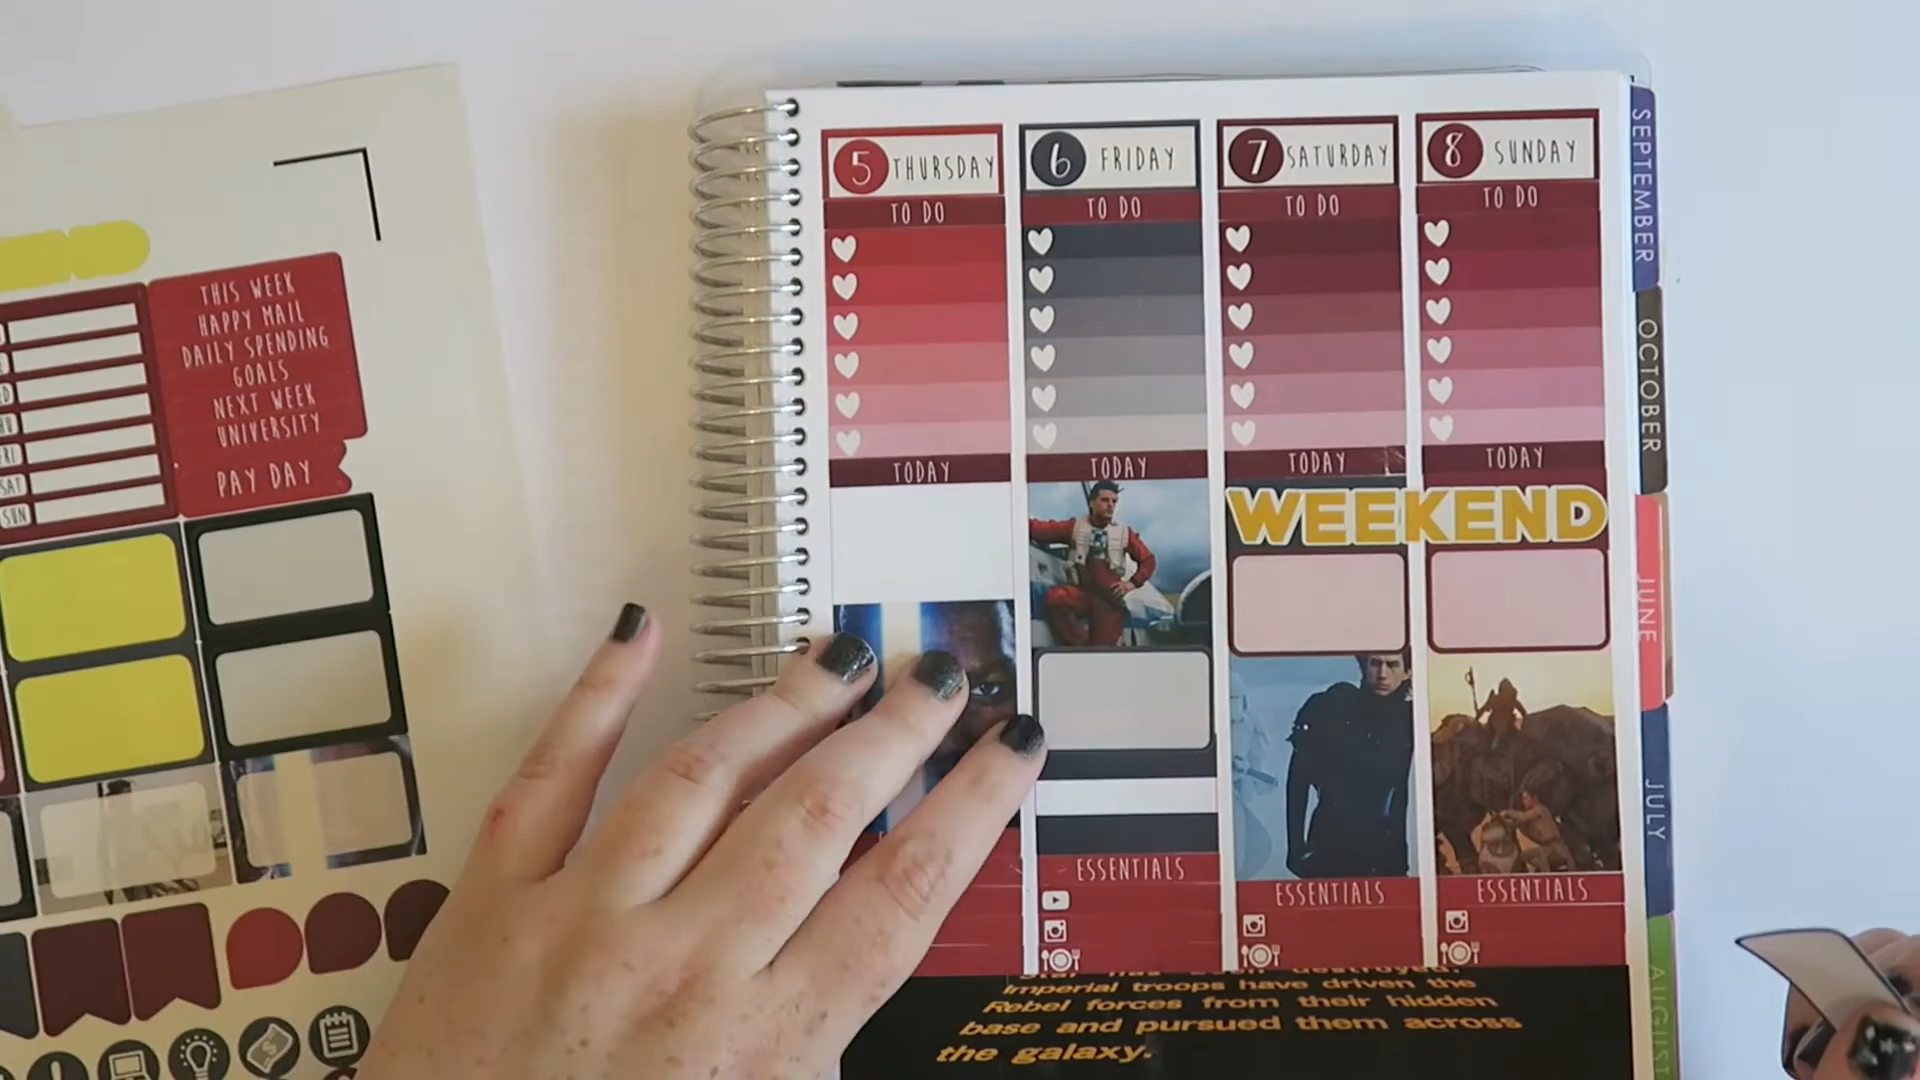 THIS WEEK
HAPPY MAIL
DAILY SPENDING
GOALS
NEXT WEEK
UNIVERSITY
PAY DAY
FRI
SAT
SUN
5 THURSDAY
6 FRIDAY
7 SATURDAY
8 SUNDAY
TO DO
TO DO
TO DO
TO DO
TODAY
TODAY
TODAY
TODAY
WEEKEND
ESSENTIALS
ESSENTIALS
ESSENTIALS
Imperial troops have driven the
Rebel forces from their hidden
base and pursued them across
the galaxy.
SEPTEMBER
OCTOBER
JUNE
JULY
AUGUST